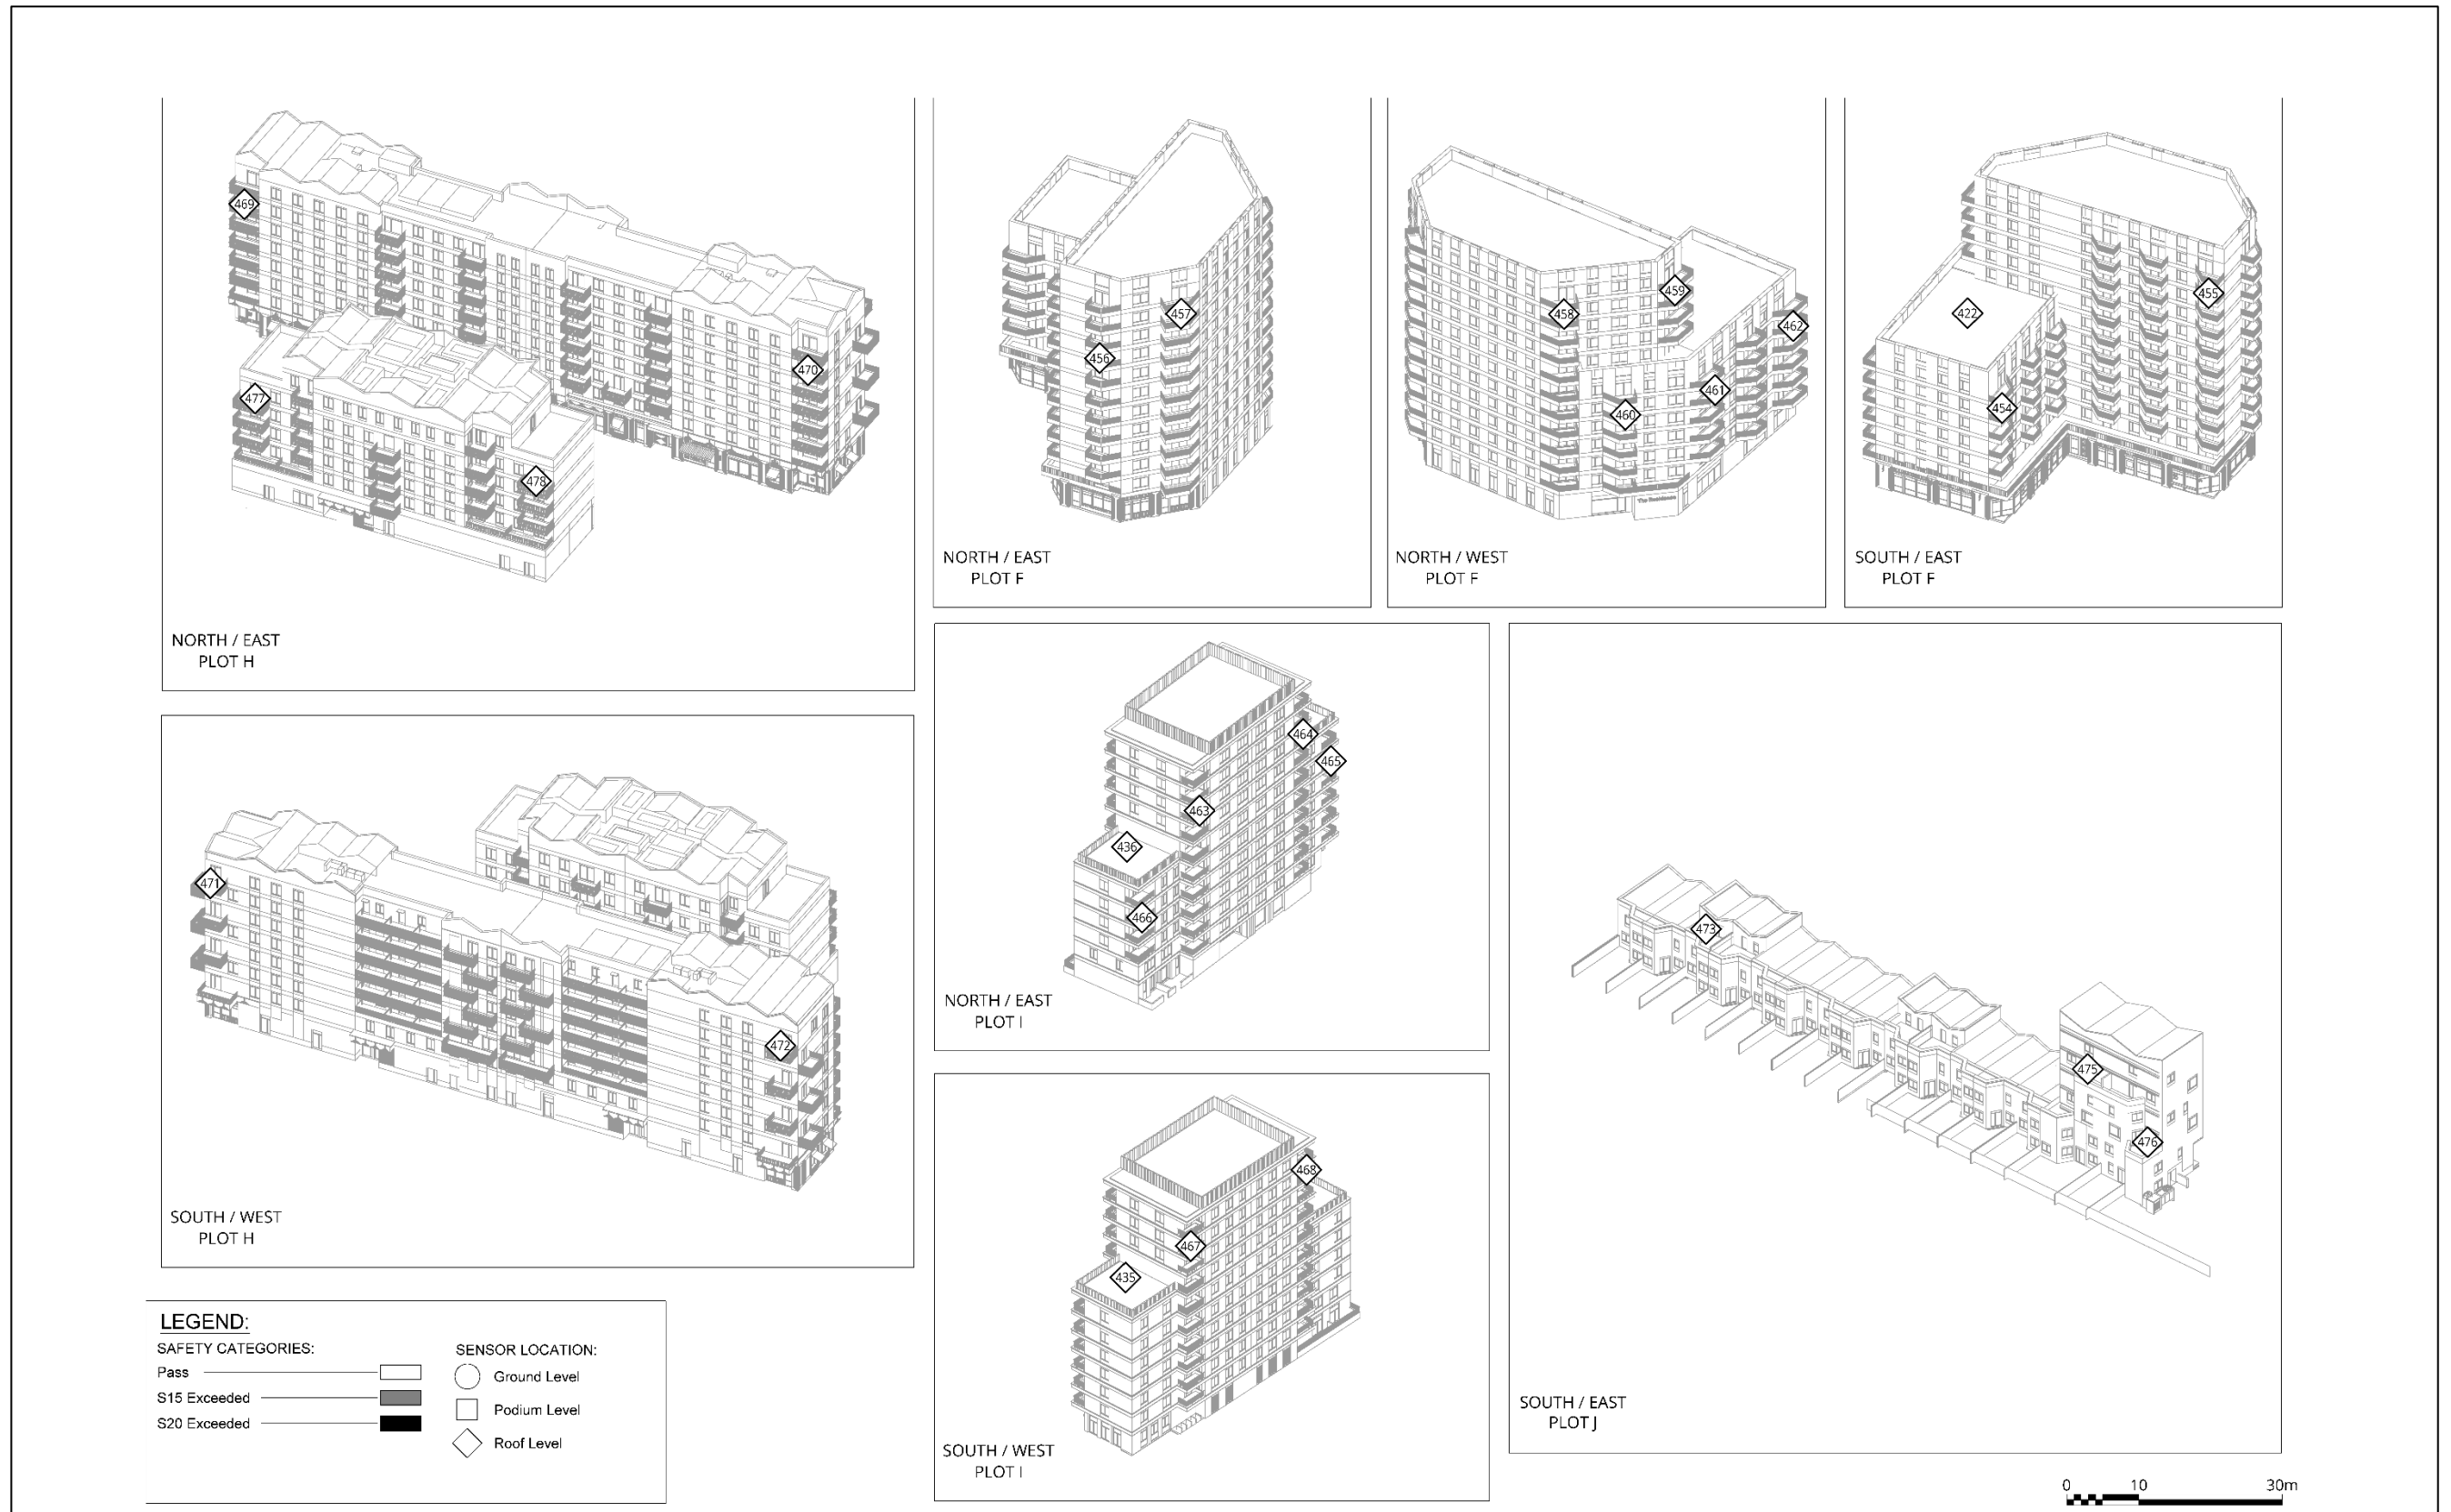 469
470
477
478
NORTH / EAST
PLOT H
456
457
NORTH / EAST
PLOT F
458
459
462
461
460
The Residence
NORTH / WEST
PLOT F
422
455
454
SOUTH / EAST
PLOT F
471
472
SOUTH / WEST
PLOT H
464
465
463
436
466
NORTH / EAST
PLOT I
468
467
435
SOUTH / WEST
PLOT I
473
475
476
SOUTH / EAST
PLOT J
LEGEND:
SAFETY CATEGORIES:
Pass
S15 Exceeded
S20 Exceeded
SENSOR LOCATION:
Ground Level
Podium Level
Roof Level
0 10 30m